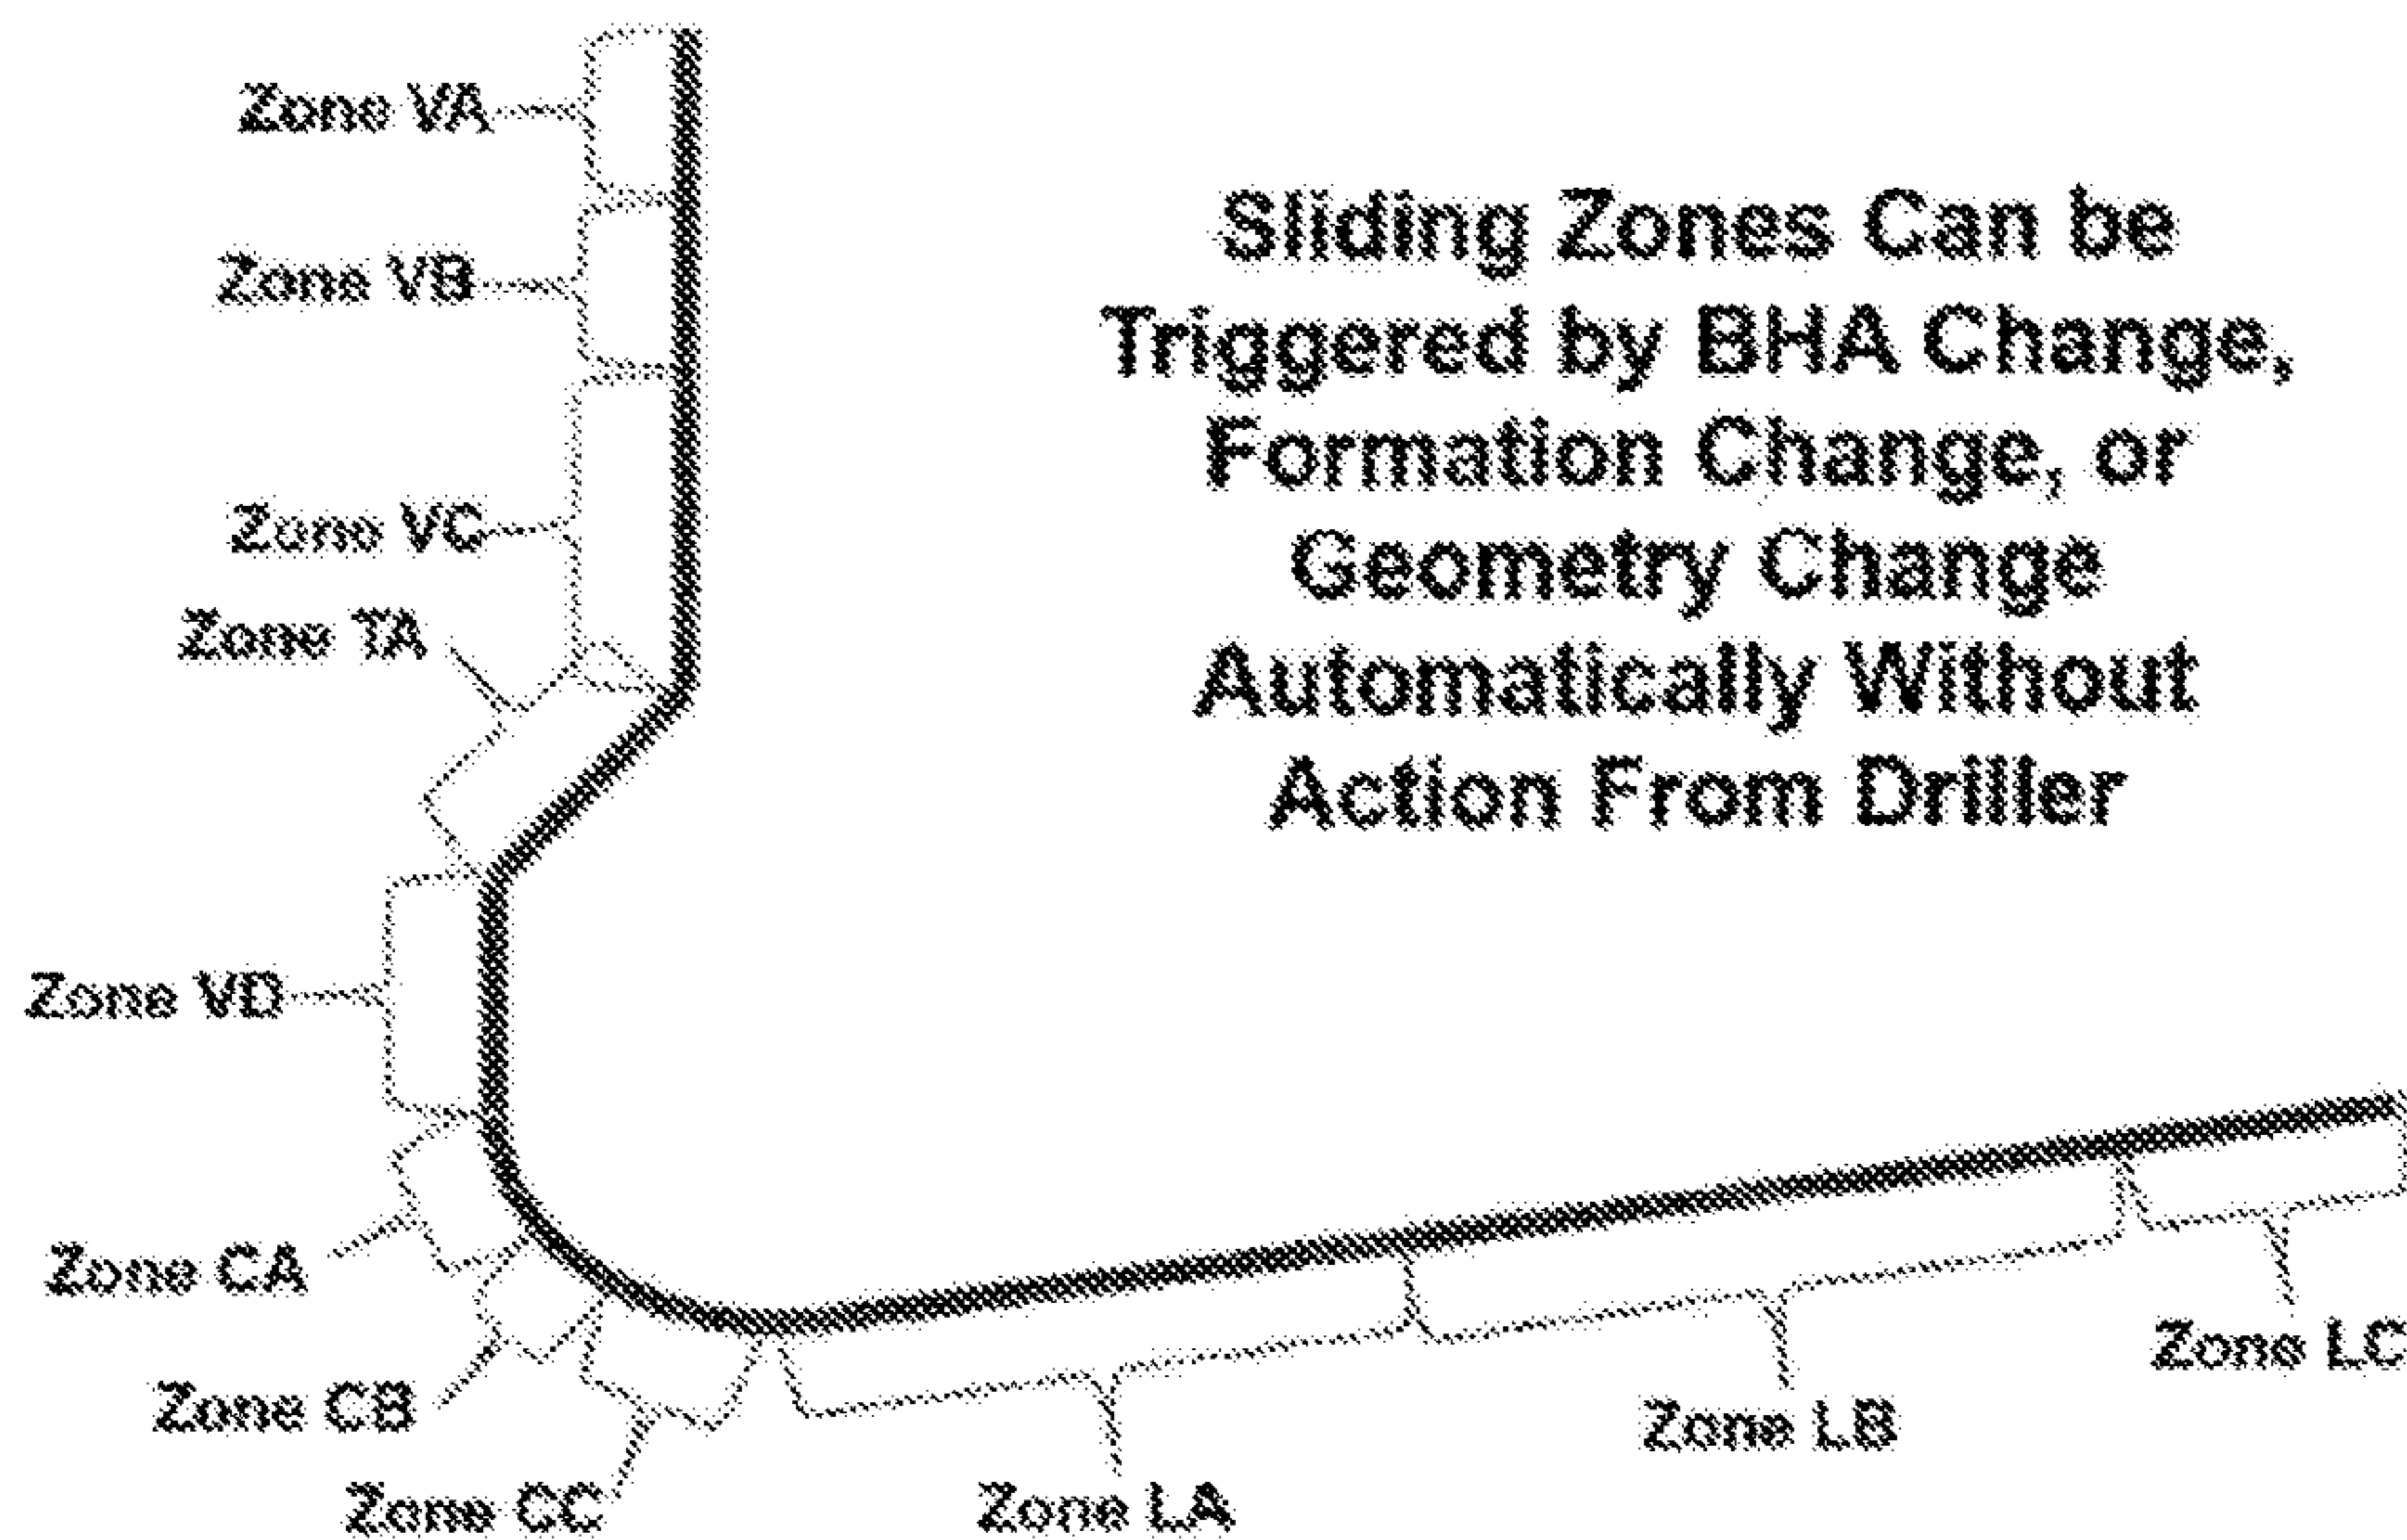 Zone VA
Zone VB
Zone VC
Zone TA
Zone VD
Zone CA
Zone CB
Zone CC
Zone LA
Zone LB
Zone LC
Sliding Zones Can be
Triggered by BHA Change,
Formation Change, or
Geometry Change
Automatically Without
Action From Driller